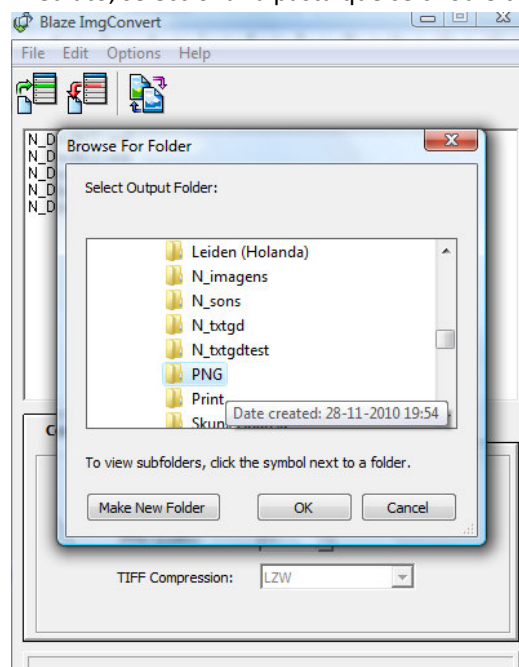 Blaze ImgConvert
File Edit Options Help
N_D
Browse For Folder
N_D
N_D
N_D
N_D
Select Output Folder:
Leiden (Holanda)
N_imagens
N_sons
N_txtgd
N_txtgdtest
PNG
Print
Date created: 28-11-2010 19:54
To view subfolders, click the symbol next to a folder.
Make New Folder OK Cancel
TIFF Compression: LZW